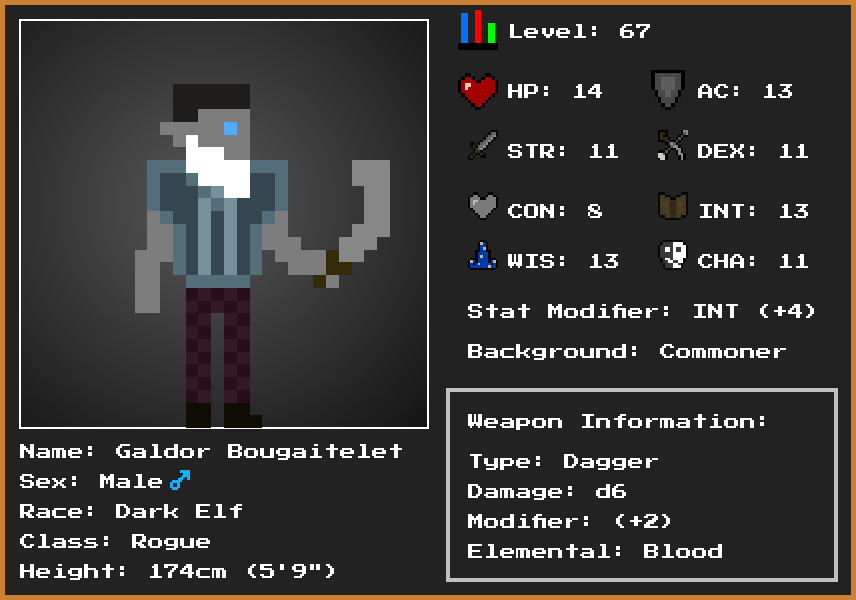 Level: 67
HP: 14 AC: 13
STR: 11 DEX: 11
CON: 8 INT: 13
WIS: 13 CHA: 11
Stat Modifier: INT (+4)
Background: Commoner
Weapon Information:
Type: Dagger
Damage: d6
Modifier: (+2)
Elemental: Blood
Name: Galdor Bougaitelet
Sex: Male ♂
Race: Dark Elf
Class: Rogue
Height: 174cm (5'9")